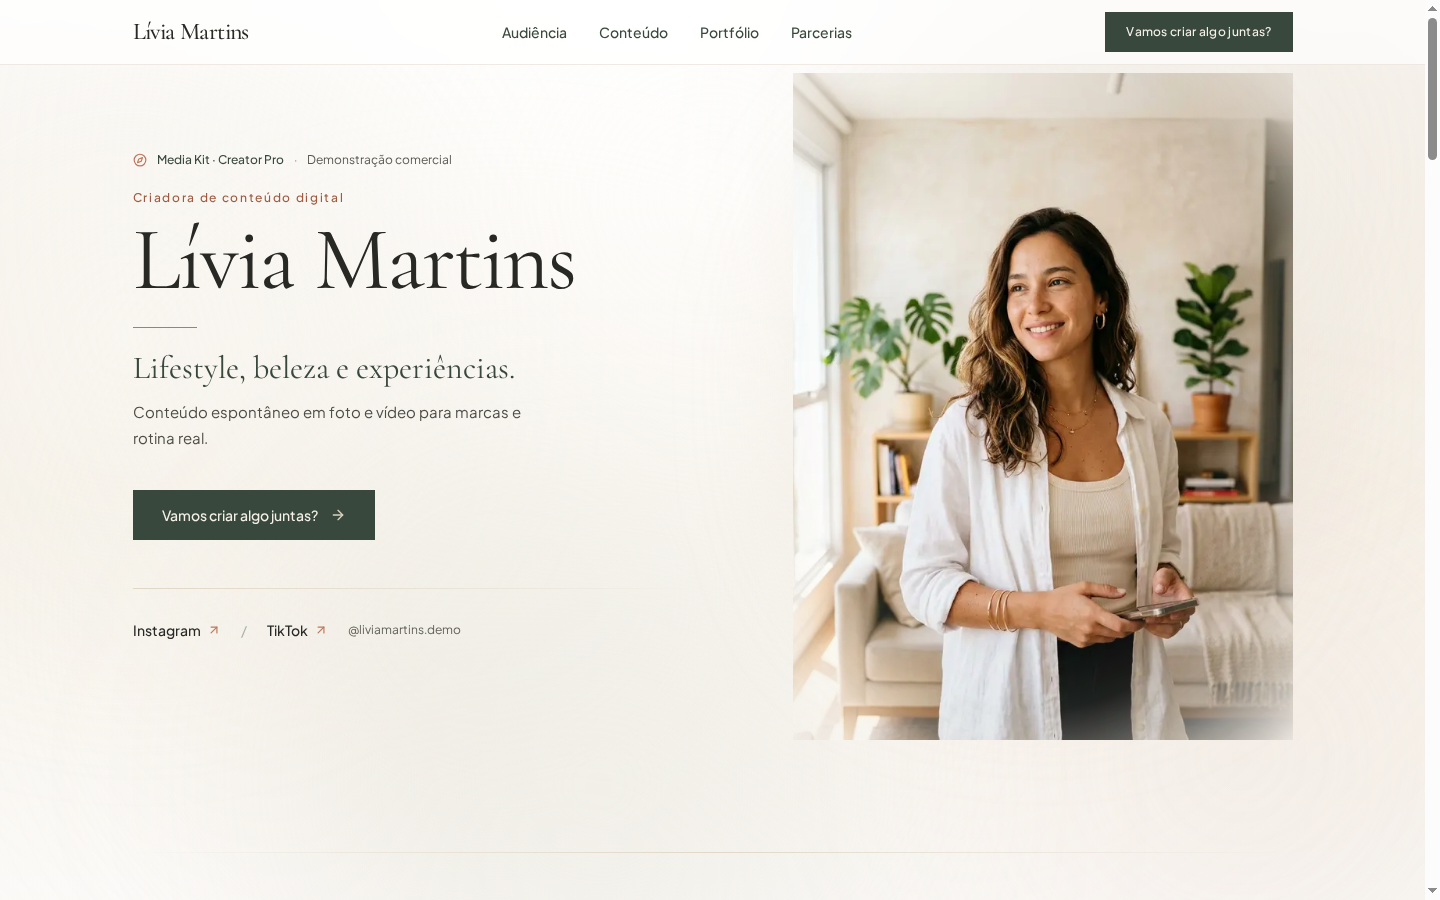 Lívia Martins
Audiência
Conteúdo
Portfólio
Parcerias
Vamos criar algo juntas?
Media Kit · Creator Pro · Demonstração comercial
Criadora de conteúdo digital
Lívia Martins
Lifestyle, beleza e experiências.
Conteúdo espontâneo em foto e vídeo para marcas e
rotina real.
Vamos criar algo juntas?
Instagram / TikTok @liviamartins.demo